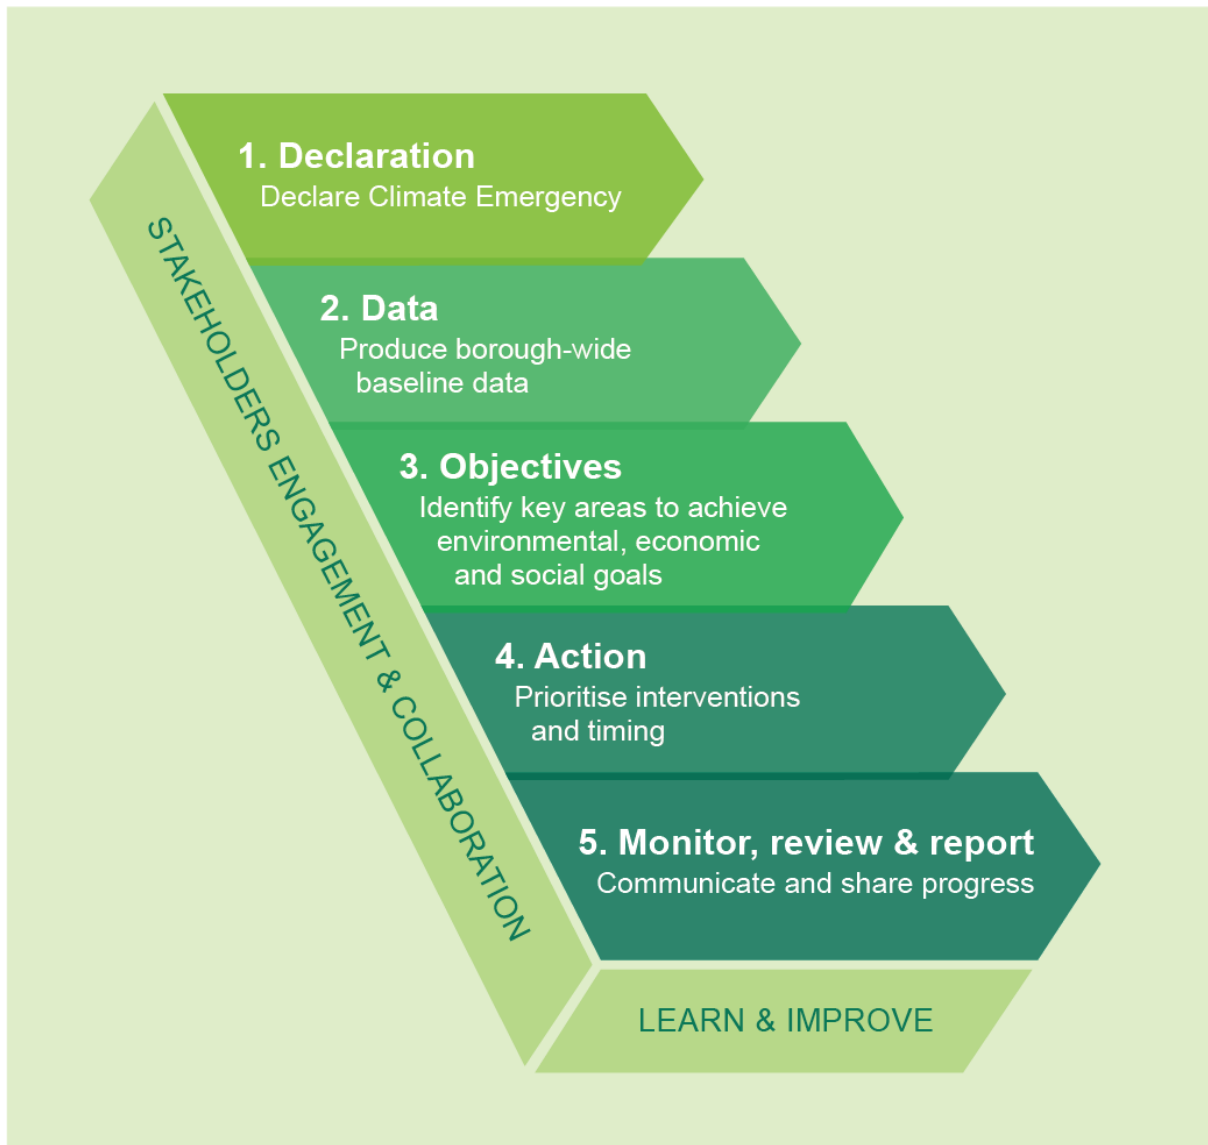 1. Declaration
Declare Climate Emergency
2. Data
Produce borough-wide
baseline data
3. Objectives
Identify key areas to achieve
environmental, economic
and social goals
4. Action
Prioritise interventions
and timing
5. Monitor, review & report
Communicate and share progress
STAKEHOLDERS ENGAGEMENT & COLLABORATION
LEARN & IMPROVE